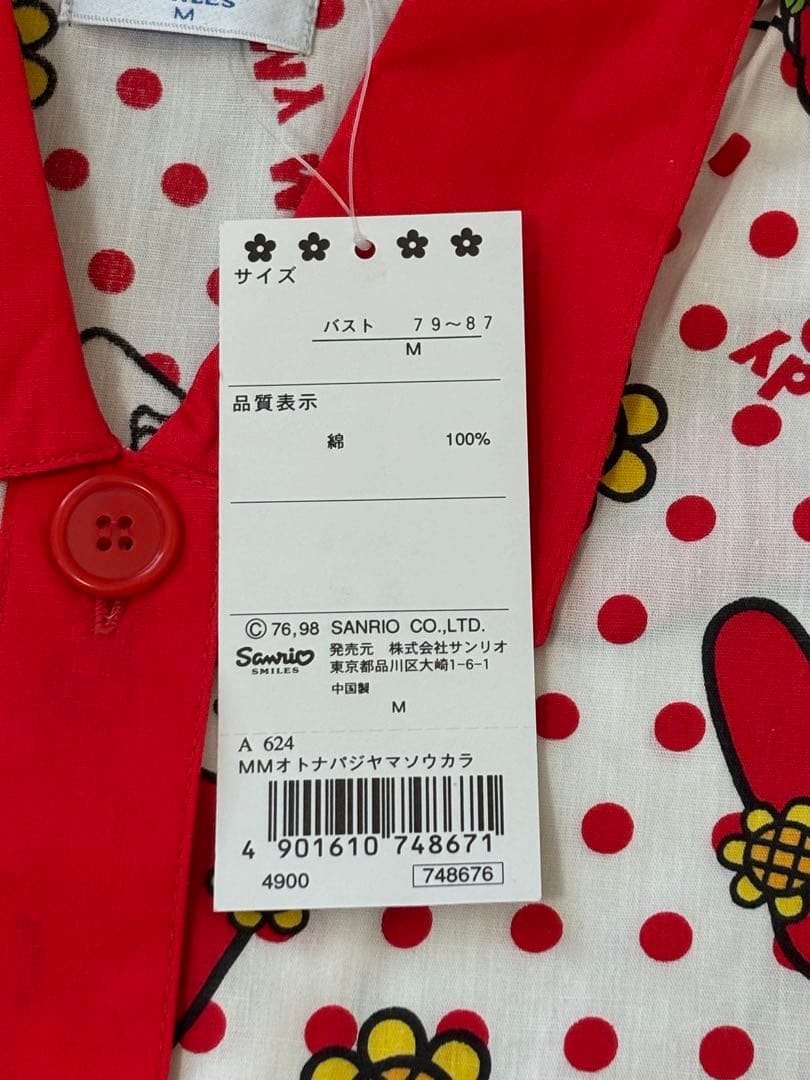 M
サイズ
バスト 79~87
M
品質表示
綿 100%
©76,98 SANRIO CO.,LTD.
Sanrio
SMILES
発売元 株式会社サンリオ
東京都品川区大崎1-6-1
中国製
M
A 624
MMオトナパジヤマソウカラ
4 901610 748671
4900 748676